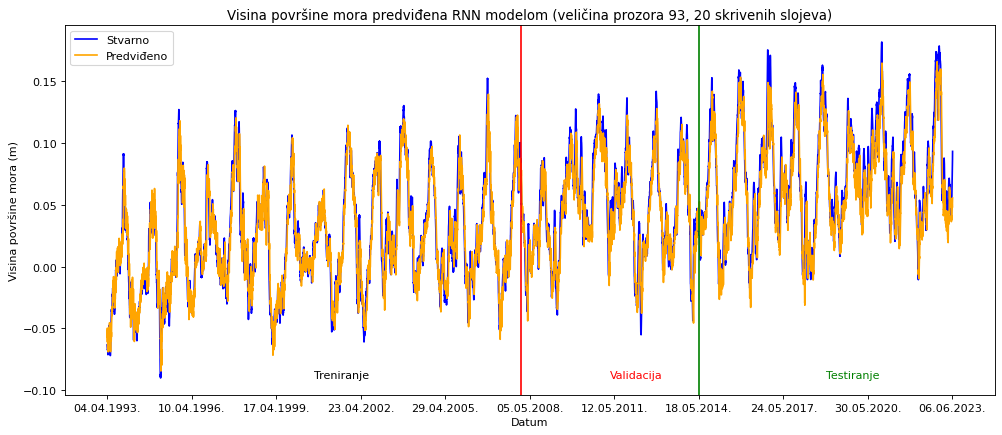 Visina površine mora predviđena RNN modelom (veličina prozora 93, 20 skrivenih slojeva)
Stvarno
Predviđeno
Visina površine mora (m)
0.15
0.10
0.05
0.00
−0.05
−0.10
Treniranje
Validacija
Testiranje
04.04.1993.
10.04.1996.
17.04.1999.
23.04.2002.
29.04.2005.
05.05.2008.
12.05.2011.
18.05.2014.
24.05.2017.
30.05.2020.
06.06.2023.
Datum